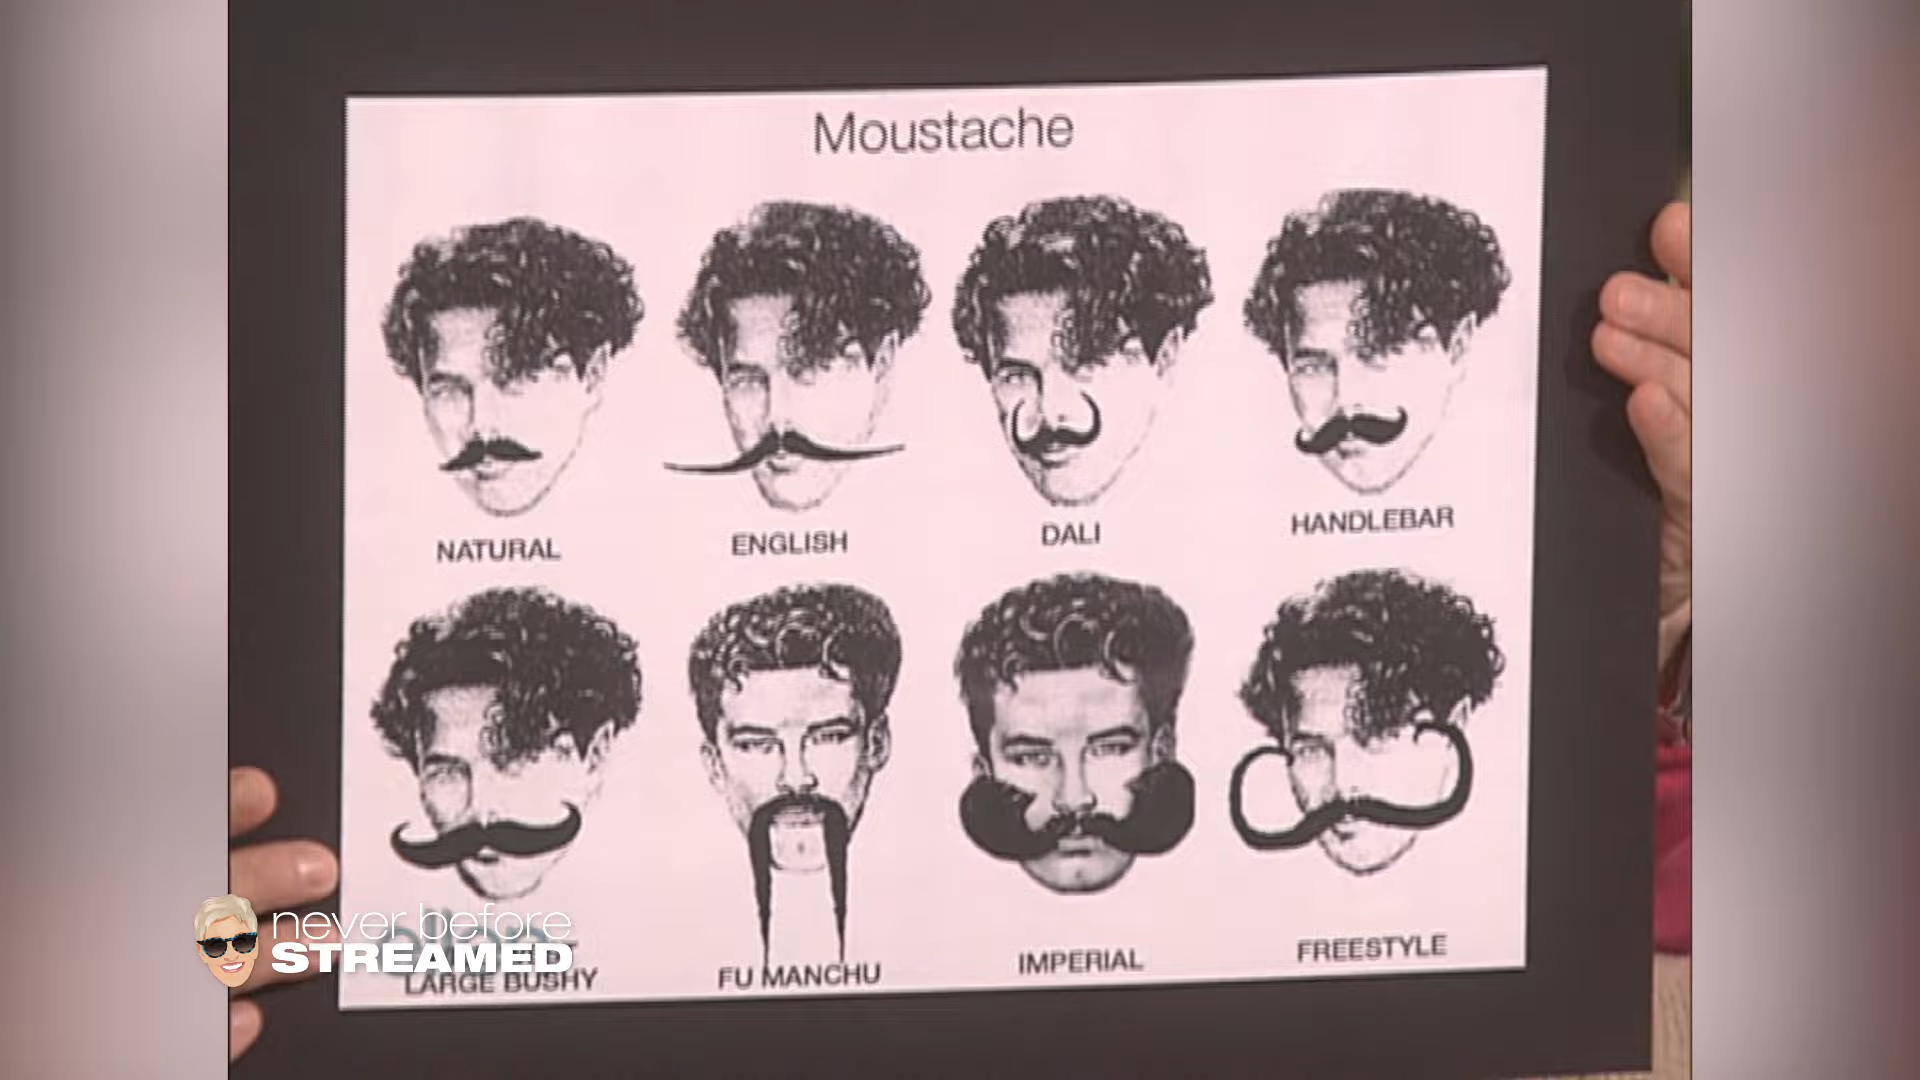 Moustache
NATURAL
ENGLISH
DALI
HANDLEBAR
LARGE BUSHY
FU MANCHU
IMPERIAL
FREESTYLE
never before
STREAMED